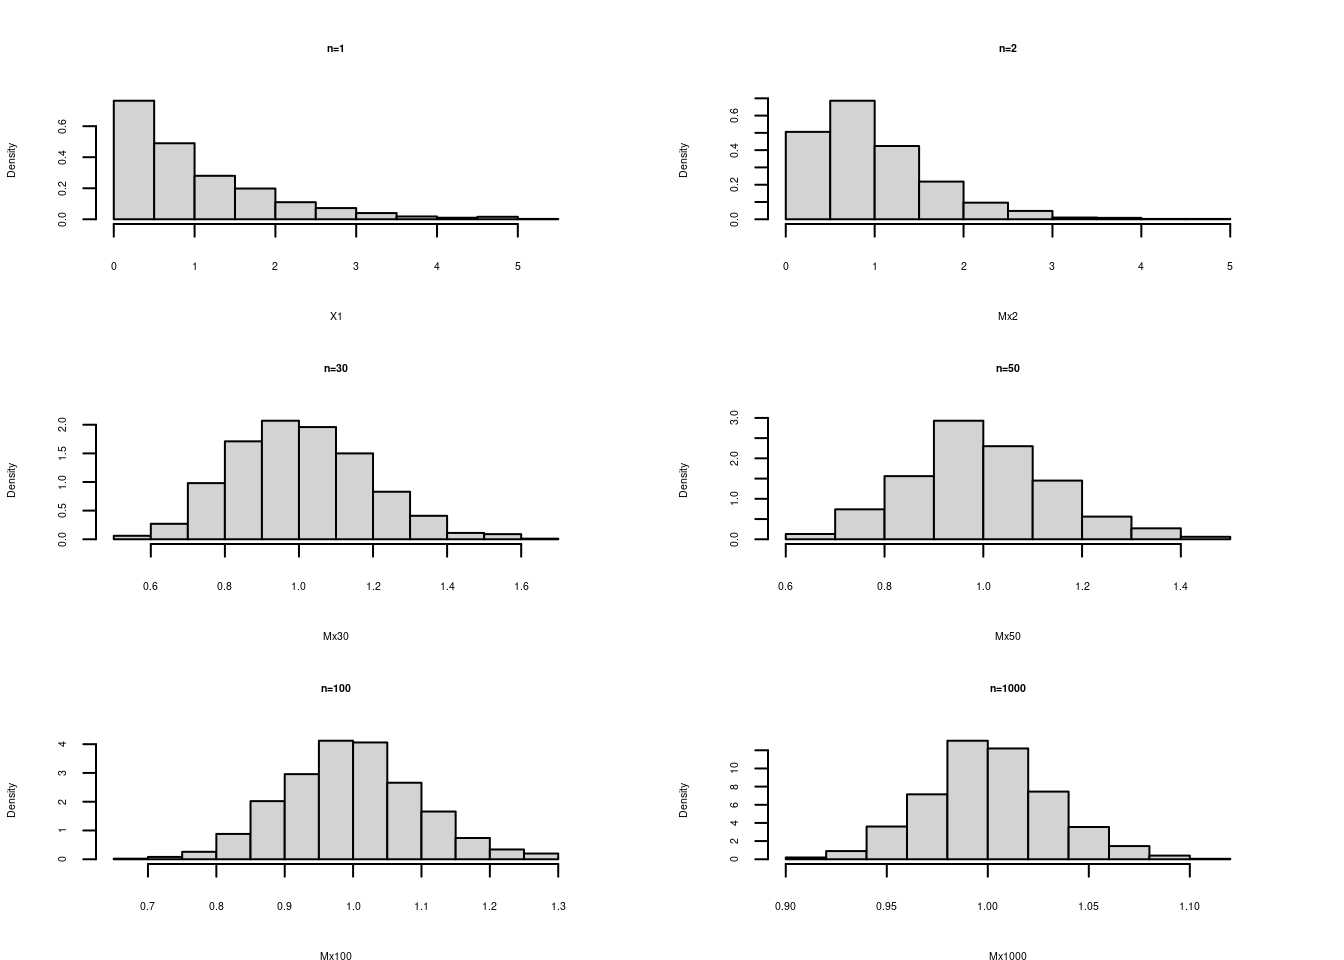 n=1
Density
0.0 0.2 0.4 0.6
0 1 2 3 4 5
X1
n=2
Density
0.0 0.2 0.4 0.6
0 1 2 3 4 5
Mx2
n=30
Density
0.0 0.5 1.0 1.5 2.0
0.6 0.8 1.0 1.2 1.4 1.6
Mx30
n=50
Density
0.0 1.0 2.0 3.0
0.6 0.8 1.0 1.2 1.4
Mx50
n=100
Density
0 1 2 3 4
0.7 0.8 0.9 1.0 1.1 1.2 1.3
Mx100
n=1000
Density
0 2 4 6 8 10
0.90 0.95 1.00 1.05 1.10
Mx1000